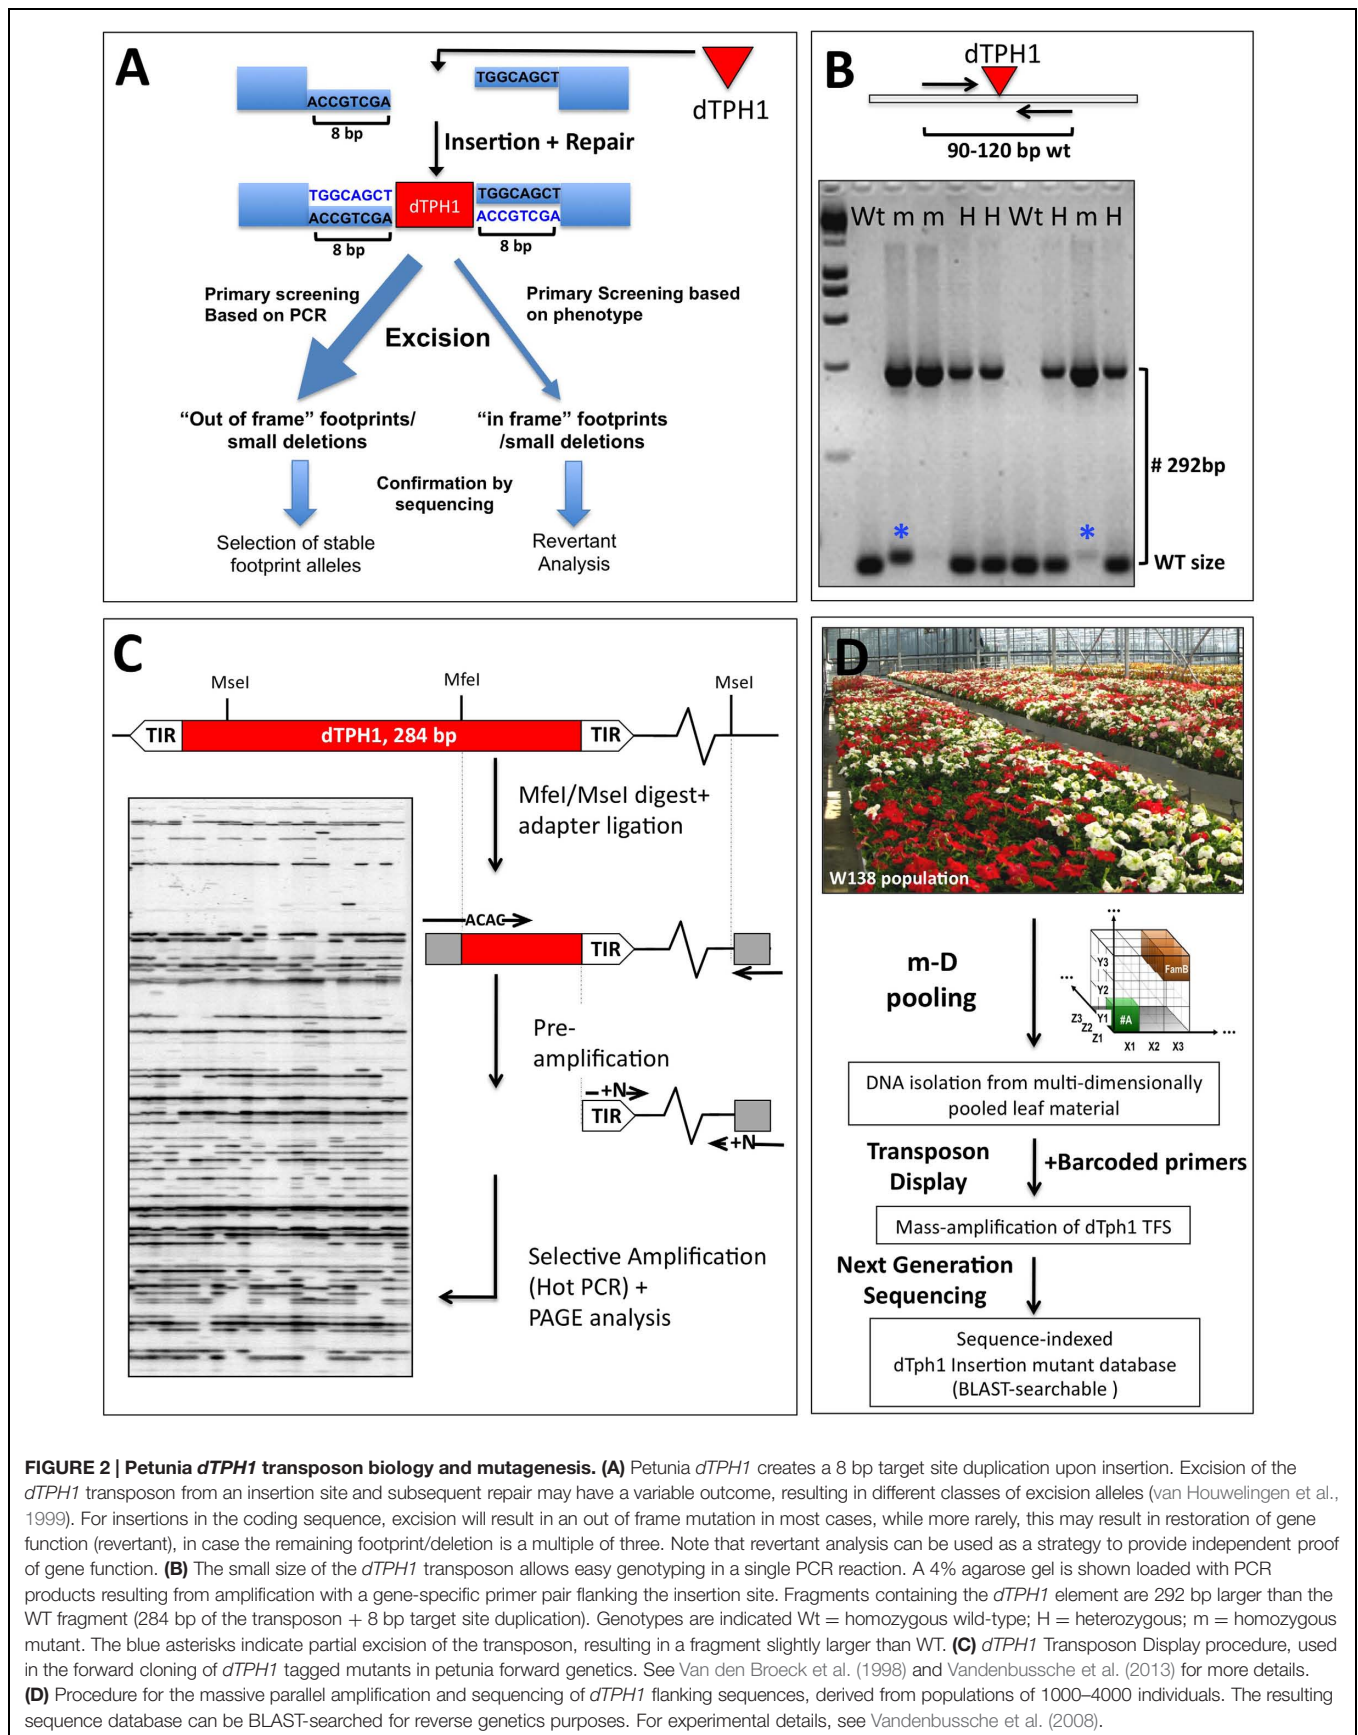 A
TGGCAGCT
ACCGTCGA
8 bp
dTPH1
Insertion + Repair
TGGCAGCT
TGGCAGCT
dTPH1
ACCGTCGA
ACCGTCGA
8 bp
8 bp
Primary screening
Based on PCR
Primary Screening based
on phenotype
Excision
“Out of frame” footprints/
small deletions
“in frame” footprints
/small deletions
Confirmation by
sequencing
Selection of stable
footprint alleles
Revertant
Analysis
B
dTPH1
90-120 bp wt
Wt m m H H Wt H m H
# 292bp
* *
WT size
C
MseI MfeI MseI
TIR dTPH1, 284 bp TIR
MfeI/MseI digest+
adapter ligation
ACAG
TIR
Pre-
amplification
+N
TIR
+N
Selective Amplification
(Hot PCR) +
PAGE analysis
D
W138 population
m-D
pooling
...
Y3 FamB
Y2
Z3 Y1 #A ...
Z2
Z1 X1 X2 X3
...
DNA isolation from multi-dimensionally
pooled leaf material
Transposon
Display
+Barcoded primers
Mass-amplification of dTph1 TFS
Next Generation
Sequencing
Sequence-indexed
dTph1 Insertion mutant database
(BLAST-searchable )
FIGURE 2 | Petunia dTPH1 transposon biology and mutagenesis. (A) Petunia dTPH1 creates a 8 bp target site duplication upon insertion. Excision of the
dTPH1 transposon from an insertion site and subsequent repair may have a variable outcome, resulting in different classes of excision alleles (van Houwelingen et al.,
1999). For insertions in the coding sequence, excision will result in an out of frame mutation in most cases, while more rarely, this may result in restoration of gene
function (revertant), in case the remaining footprint/deletion is a multiple of three. Note that revertant analysis can be used as a strategy to provide independent proof
of gene function. (B) The small size of the dTPH1 transposon allows easy genotyping in a single PCR reaction. A 4% agarose gel is shown loaded with PCR
products resulting from amplification with a gene-specific primer pair flanking the insertion site. Fragments containing the dTPH1 element are 292 bp larger than the
WT fragment (284 bp of the transposon + 8 bp target site duplication). Genotypes are indicated Wt = homozygous wild-type; H = heterozygous; m = homozygous
mutant. The blue asterisks indicate partial excision of the transposon, resulting in a fragment slightly larger than WT. (C) dTPH1 Transposon Display procedure, used
in the forward cloning of dTPH1 tagged mutants in petunia forward genetics. See Van den Broeck et al. (1998) and Vandenbussche et al. (2013) for more details.
(D) Procedure for the massive parallel amplification and sequencing of dTPH1 flanking sequences, derived from populations of 1000–4000 individuals. The resulting
sequence database can be BLAST-searched for reverse genetics purposes. For experimental details, see Vandenbussche et al. (2008).